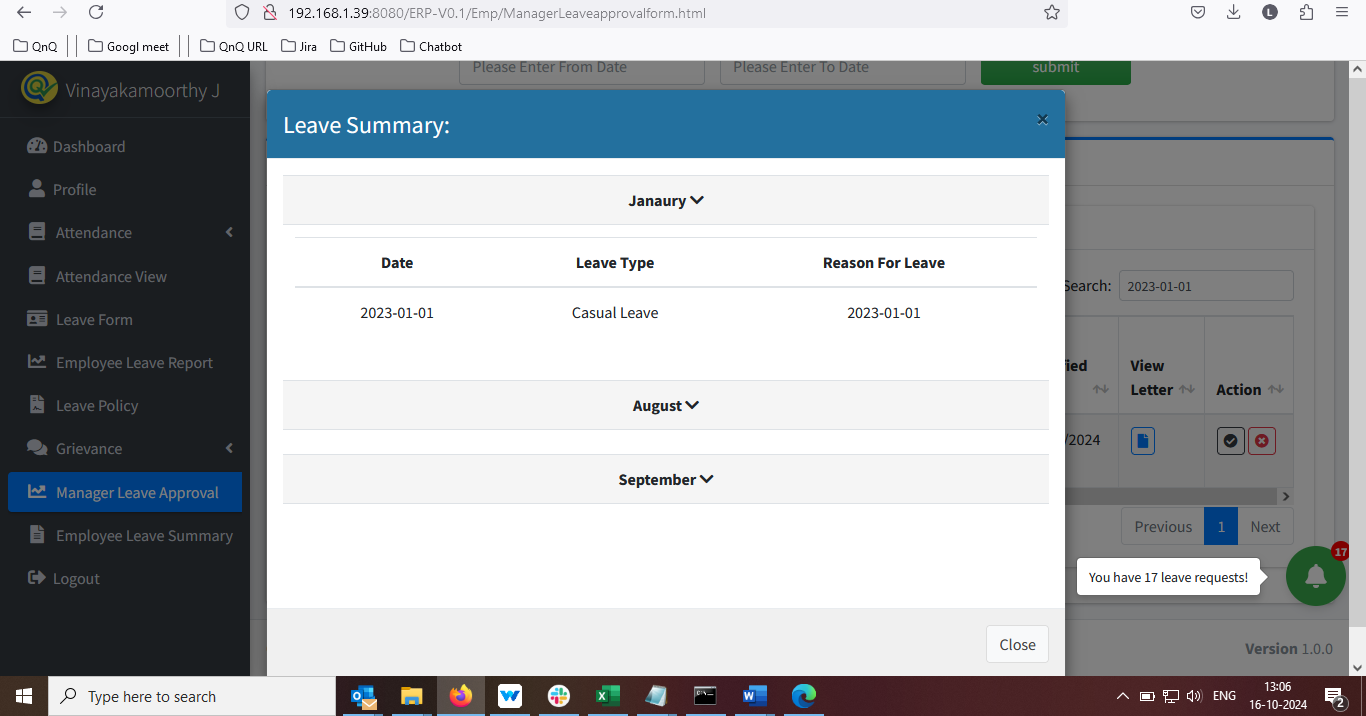 192.168.1.39:8080/ERP-V0.1/Emp/ManagerLeaveapprovalform.html
QnQ
Googl meet
QnQ URL
Jira
GitHub
Chatbot
Vinayakamoorthy J
Dashboard
Profile
Attendance
Attendance View
Leave Form
Employee Leave Report
Leave Policy
Grievance
Manager Leave Approval
Employee Leave Summary
Logout
Please Enter From Date
Please Enter To Date
submit
Leave Summary:
×
Janaury
Date Leave Type Reason For Leave
2023-01-01 Casual Leave 2023-01-01
August
September
Close
Search: 2023-01-01
View
Letter
Action
/2024
Previous 1 Next
17
You have 17 leave requests!
Version 1.0.0
Type here to search
ENG
13:06
16-10-2024
2